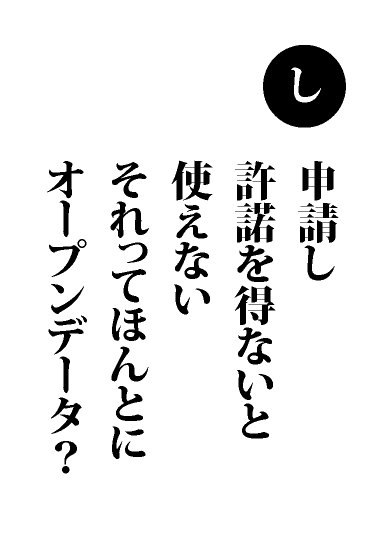 し
申請し
許諾を得ないと
使えない
それってほんとに
オープンデータ?